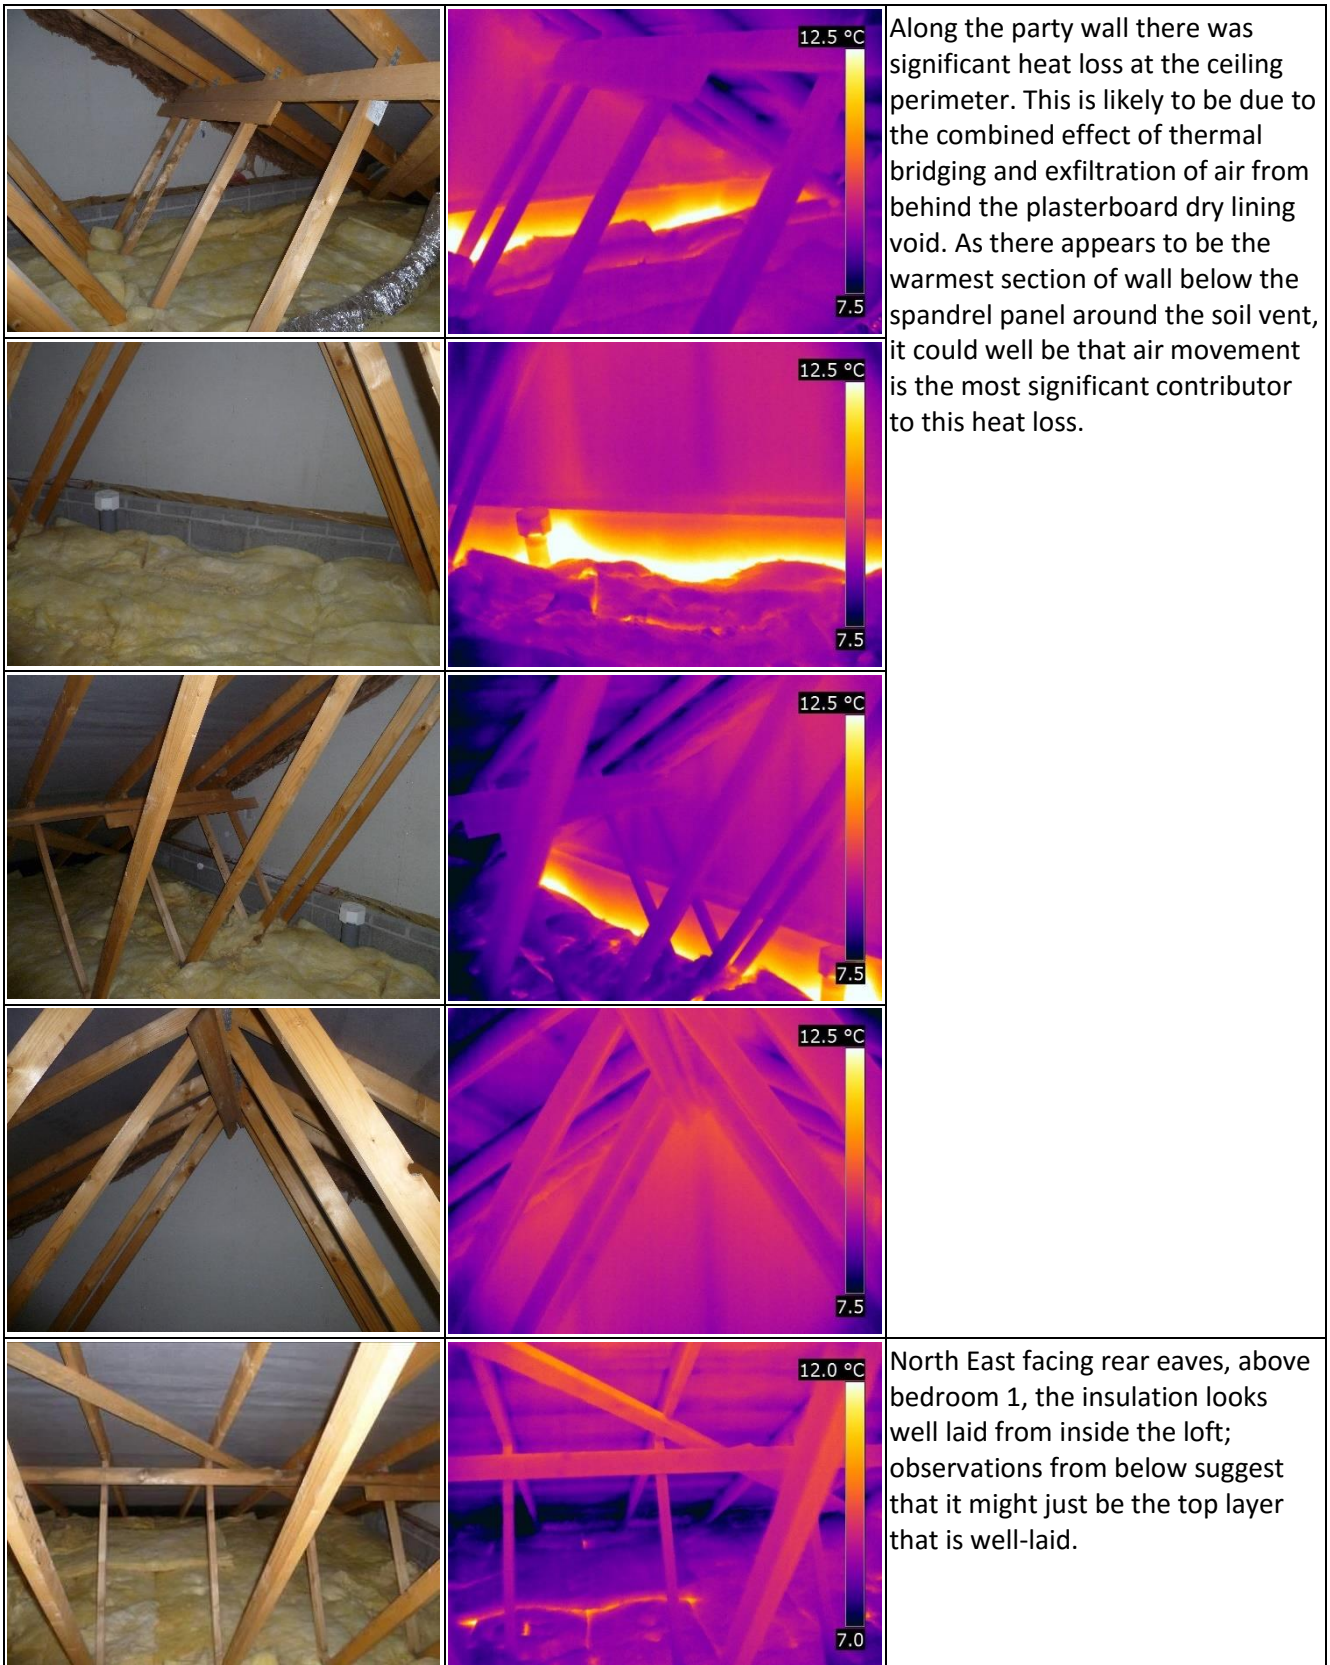 12.5 °C
7.5
Along the party wall there was
significant heat loss at the ceiling
perimeter. This is likely to be due to
the combined effect of thermal
bridging and exfiltration of air from
behind the plasterboard dry lining
void. As there appears to be the
warmest section of wall below the
spandrel panel around the soil vent,
it could well be that air movement
is the most significant contributor
to this heat loss.
12.5 °C
7.5
12.5 °C
7.5
12.5 °C
7.5
12.0 °C
7.0
North East facing rear eaves, above
bedroom 1, the insulation looks
well laid from inside the loft;
observations from below suggest
that it might just be the top layer
that is well-laid.